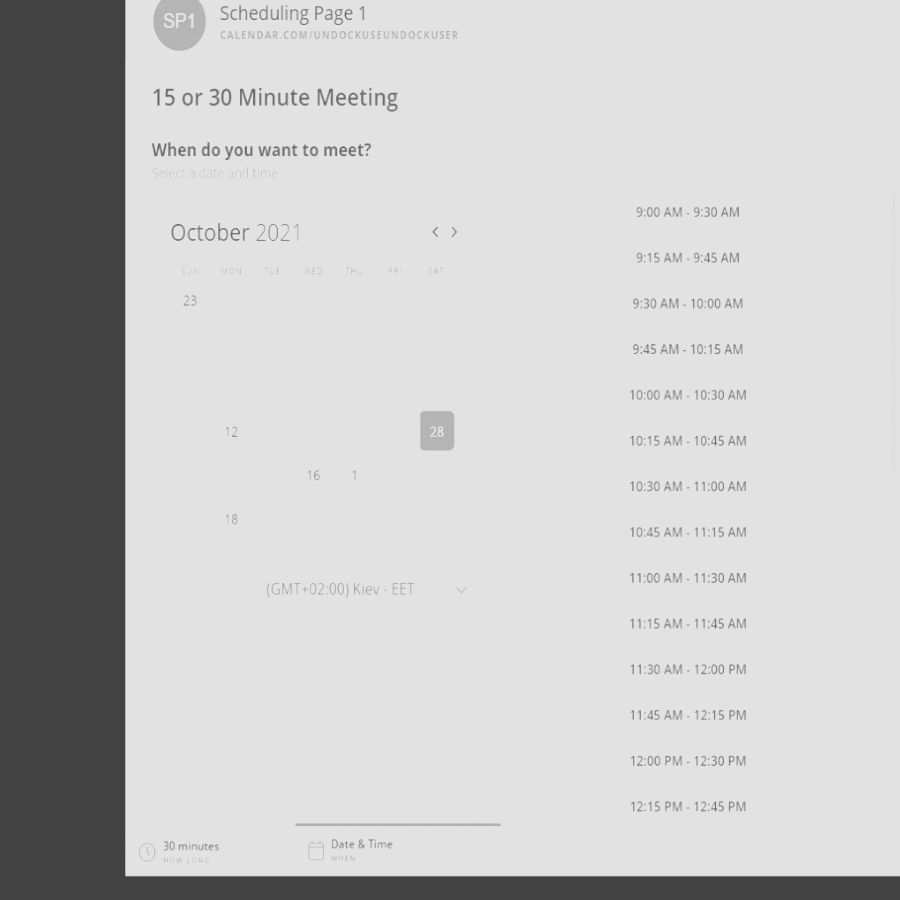 SP1
Scheduling Page 1
CALENDAR.COM/UNDOCKUSEUNDOCKUSER
15 or 30 Minute Meeting
When do you want to meet?
Select a date and time
October 2021
SUN MON TUE WED THU FRI SAT
23
12 28
16 1
18
(GMT+02:00) Kiev - EET
9:00 AM - 9:30 AM
9:15 AM - 9:45 AM
9:30 AM - 10:00 AM
9:45 AM - 10:15 AM
10:00 AM - 10:30 AM
10:15 AM - 10:45 AM
10:30 AM - 11:00 AM
10:45 AM - 11:15 AM
11:00 AM - 11:30 AM
11:15 AM - 11:45 AM
11:30 AM - 12:00 PM
11:45 AM - 12:15 PM
12:00 PM - 12:30 PM
12:15 PM - 12:45 PM
30 minutes
HOW LONG
Date & Time
WHEN